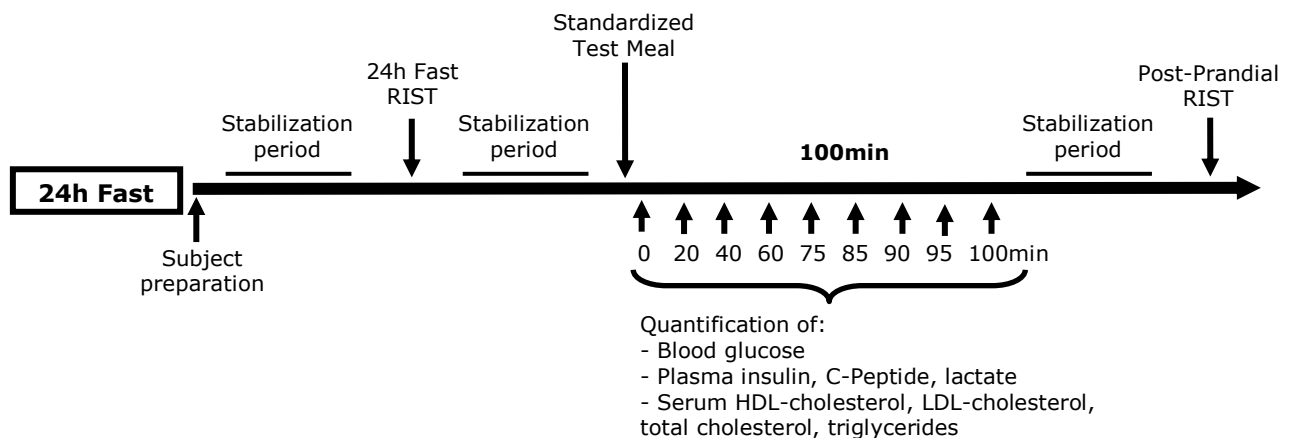 Standardized
Test Meal
24h Fast
RIST
Post-Prandial
RIST
Stabilization
period
Stabilization
period
Stabilization
period
100min
24h Fast
0 20 40 60 75 85 90 95 100min
Subject
preparation
Quantification of:
- Blood glucose
- Plasma insulin, C-Peptide, lactate
- Serum HDL-cholesterol, LDL-cholesterol,
total cholesterol, triglycerides